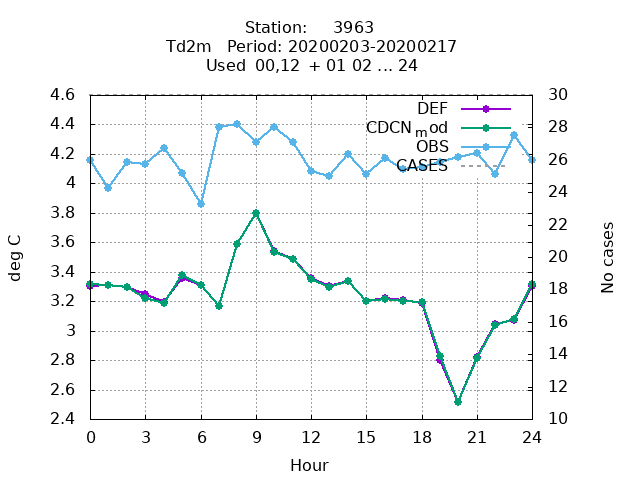 Station: 3963
Td2m Period: 20200203-20200217
Used 00,12 + 01 02 ... 24
4.6
4.4
4.2
4
3.8
3.6
3.4
3.2
3
2.8
2.6
2.4
30
28
26
24
22
20
18
16
14
12
10
DEF
CDCN_mod
OBS
CASES
deg C
No cases
0 3 6 9 12 15 18 21 24
Hour